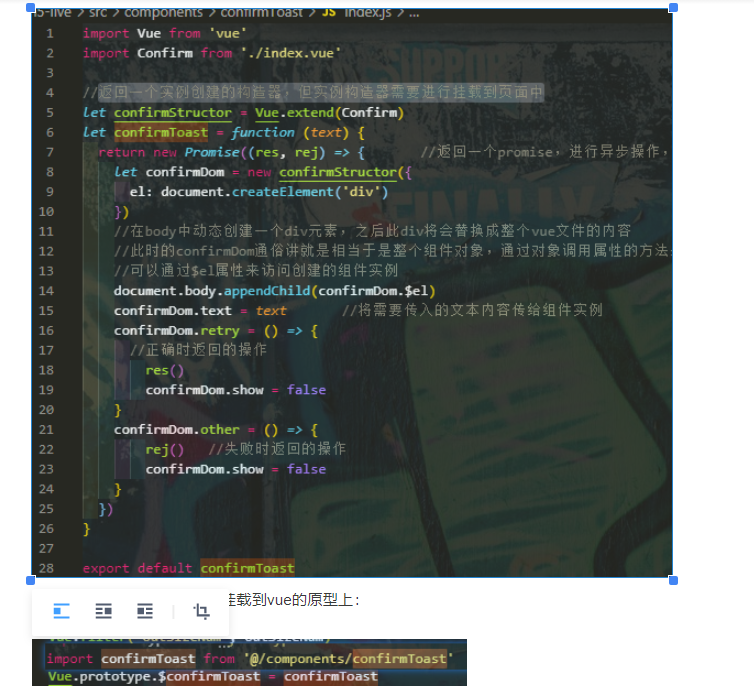 src > components > confirmToast > JS index.js > ...
1 import Vue from 'vue'
2 import Confirm from './index.vue'
3
4 //返回一个实例创建的构造器，但实例构造器需要进行挂载到页面中
5 let confirmStructor = Vue.extend(Confirm)
6 let confirmToast = function (text) {
7 return new Promise((res, rej) => { //返回一个promise，进行异步操作，
8 let confirmDom = new confirmStructor({
9 el: document.createElement('div')
10 })
11 //在body中动态创建一个div元素，之后此div将会替换成整个vue文件的内容
12 //此时的confirmDom通俗讲就是相当于是整个组件对象，通过对象调用属性的方法
13 //可以通过$el属性来访问创建的组件实例
14 document.body.appendChild(confirmDom.$el)
15 confirmDom.text = text //将需要传入的文本内容传给组件实例
16 confirmDom.retry = () => {
17 //正确时返回的操作
18 res()
19 confirmDom.show = false
20 }
21 confirmDom.other = () => {
22 rej() //失败时返回的操作
23 confirmDom.show = false
24 }
25 })
26 }
27
28 export default confirmToast
挂载到vue的原型上：
import confirmToast from '@/components/confirmToast'
Vue.prototype.$confirmToast = confirmToast